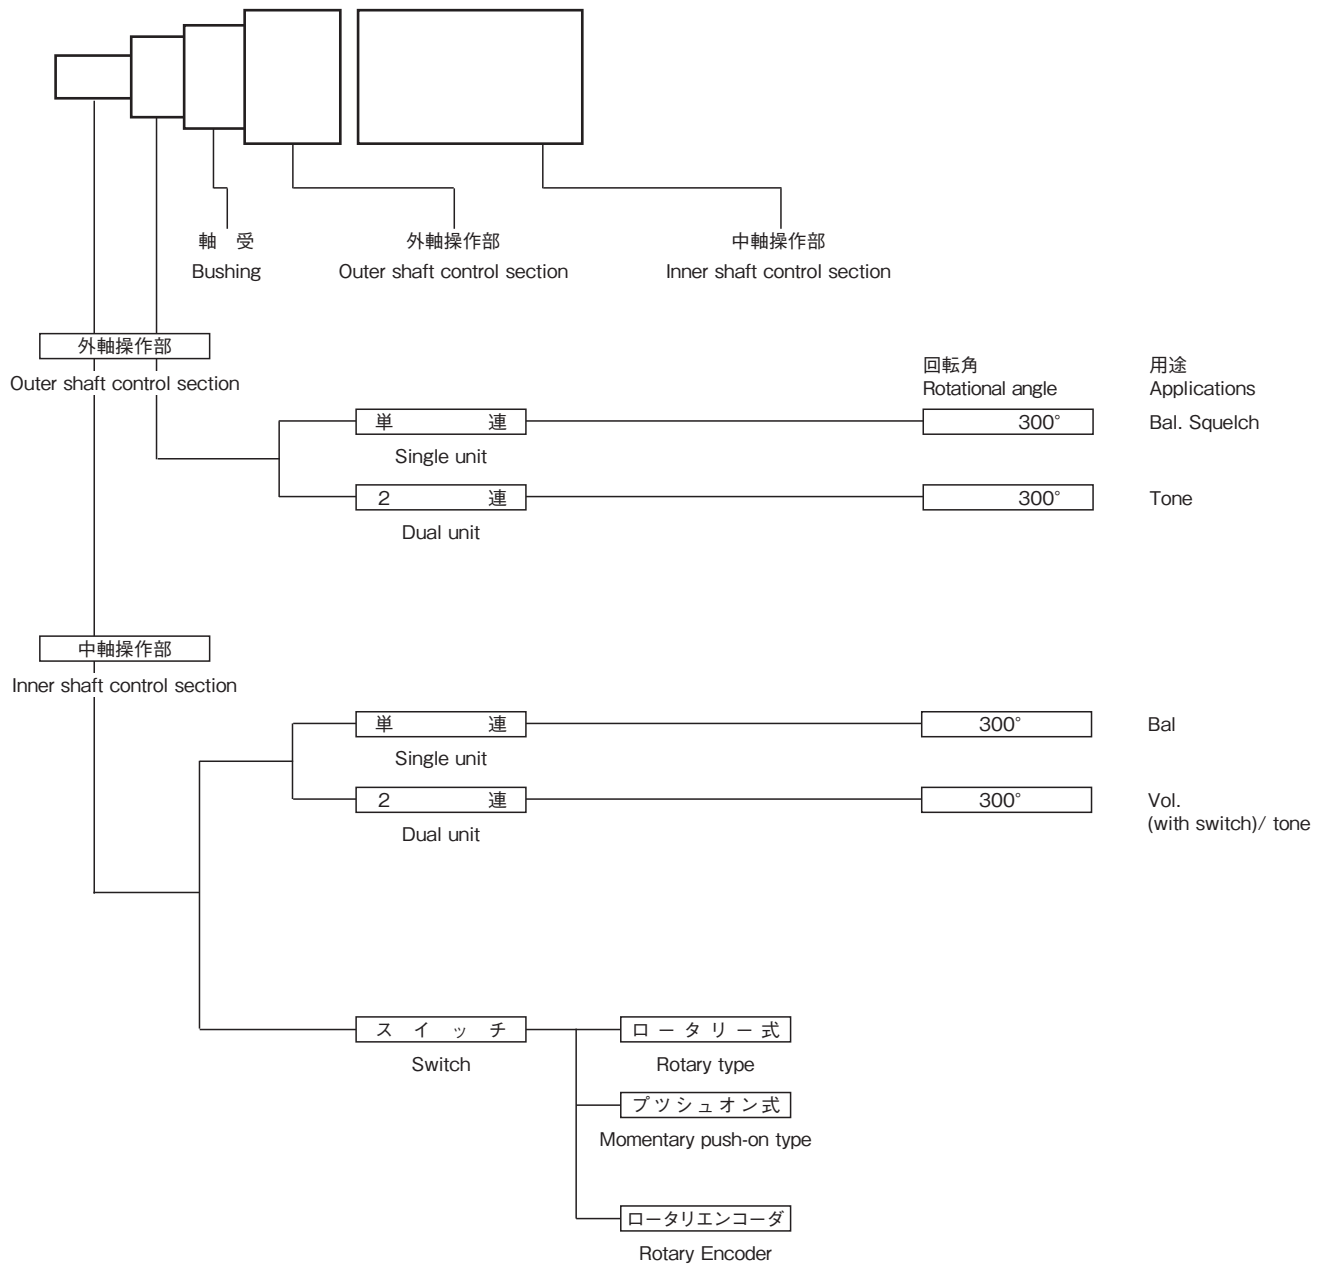 軸　受
Bushing
外軸操作部
Outer shaft control section
中軸操作部
Inner shaft control section
外軸操作部
Outer shaft control section
回転角
Rotational angle
用途
Applications
単　連
Single unit
300°
Bal. Squelch
2　連
Dual unit
300°
Tone
中軸操作部
Inner shaft control section
単　連
Single unit
300°
Bal
2　連
Dual unit
300°
Vol.
(with switch)/ tone
スイッチ
Switch
ロータリー式
Rotary type
プツシュオン式
Momentary push-on type
ロータリエンコーダ
Rotary Encoder